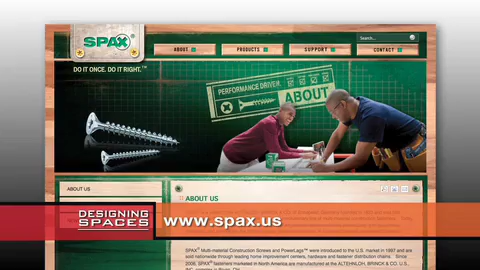 SPAX
DO IT ONCE. DO IT RIGHT.™
ABOUT
PRODUCTS
SUPPORT
CONTACT
Search...
PERFORMANCE DRIVEN.
ABOUT
ABOUT US
ABOUT US
DESIGNING
SPACES
www.spax.us
SPAX® Multi-material Construction Screws and PowerLags™ were introduced to the U.S. market in 1997 and are
sold nationwide through leading home improvement centers, hardware and fastener distribution chains. Since
2008, SPAX® fasteners marketed in North America are manufactured at the ALTENLOH, BRINCK & CO. U.S.,